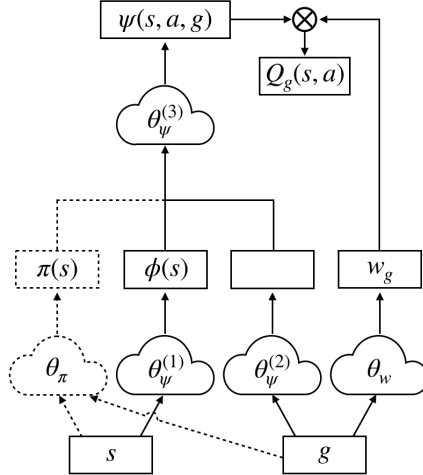 ψ(s, a, g)
⊗
Q_g(s, a)
θ_ψ^(3)
π(s) ϕ(s) w_g
θ_π θ_ψ^(1) θ_ψ^(2) θ_w
s g